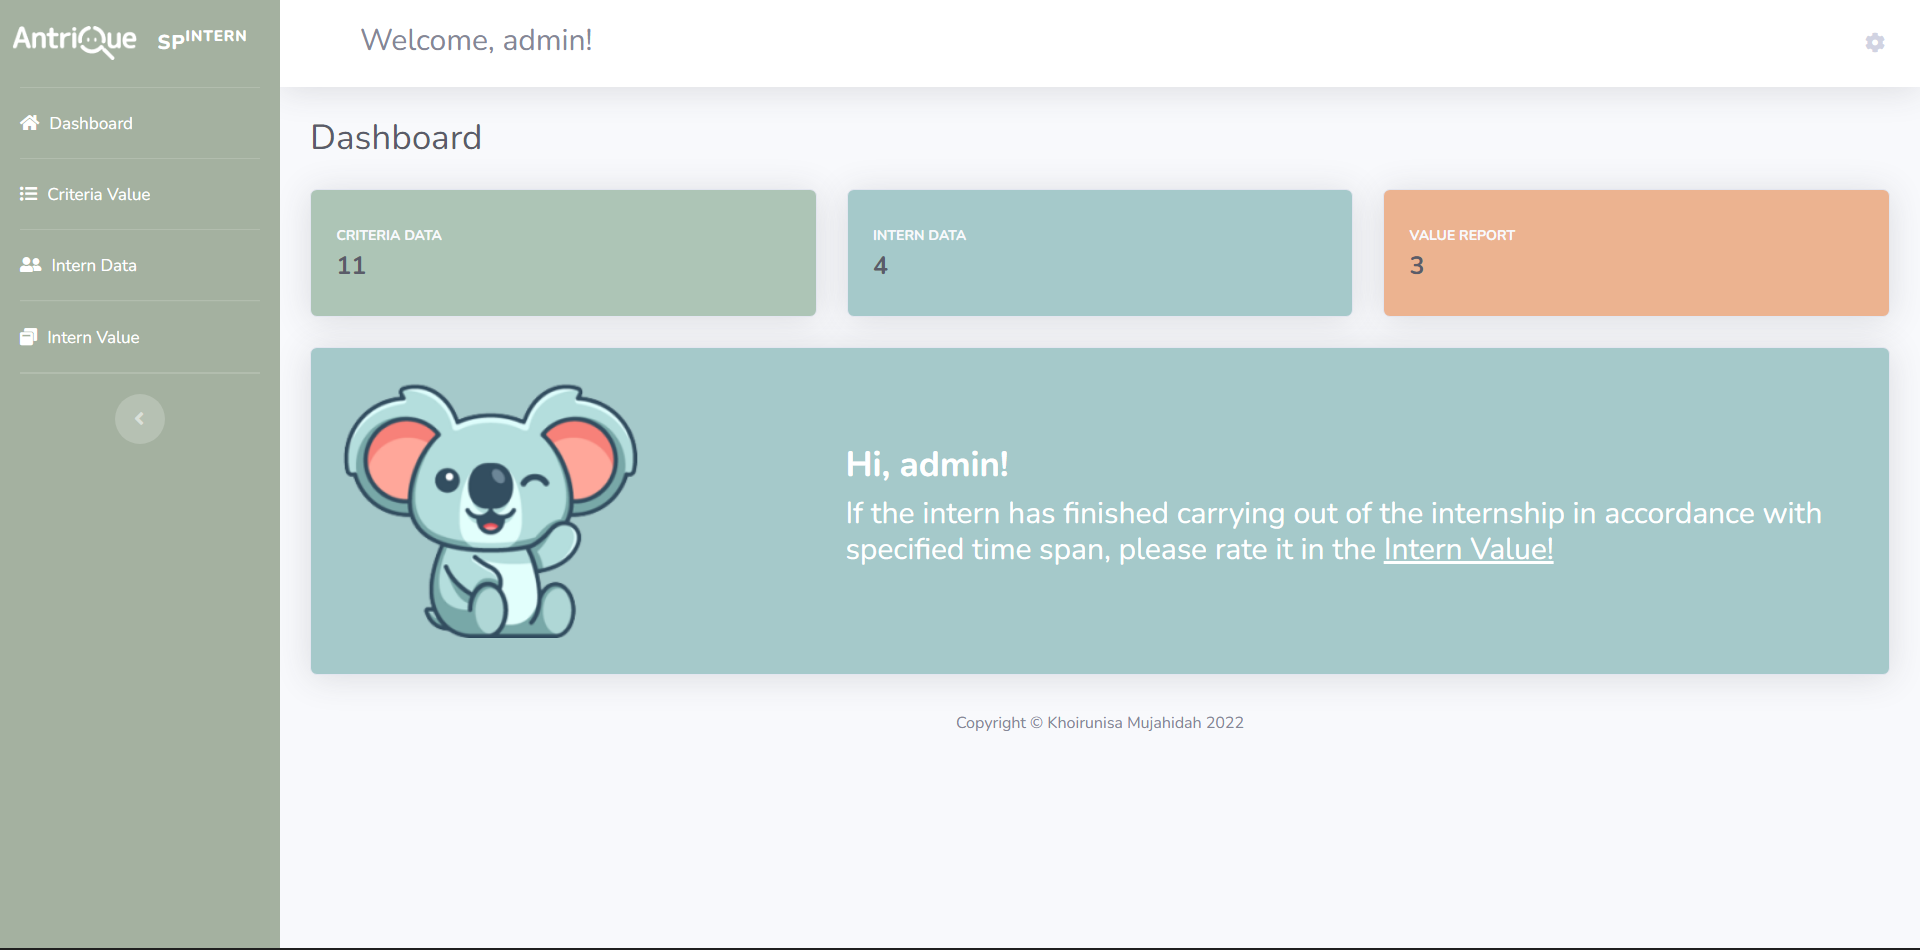 AntriQue SPINTERN
Welcome, admin!
Dashboard
Criteria Value
Intern Data
Intern Value
Dashboard
CRITERIA DATA
11
INTERN DATA
4
VALUE REPORT
3
Hi, admin!
If the intern has finished carrying out of the internship in accordance with
specified time span, please rate it in the Intern Value!
Copyright © Khoirunisa Mujahidah 2022